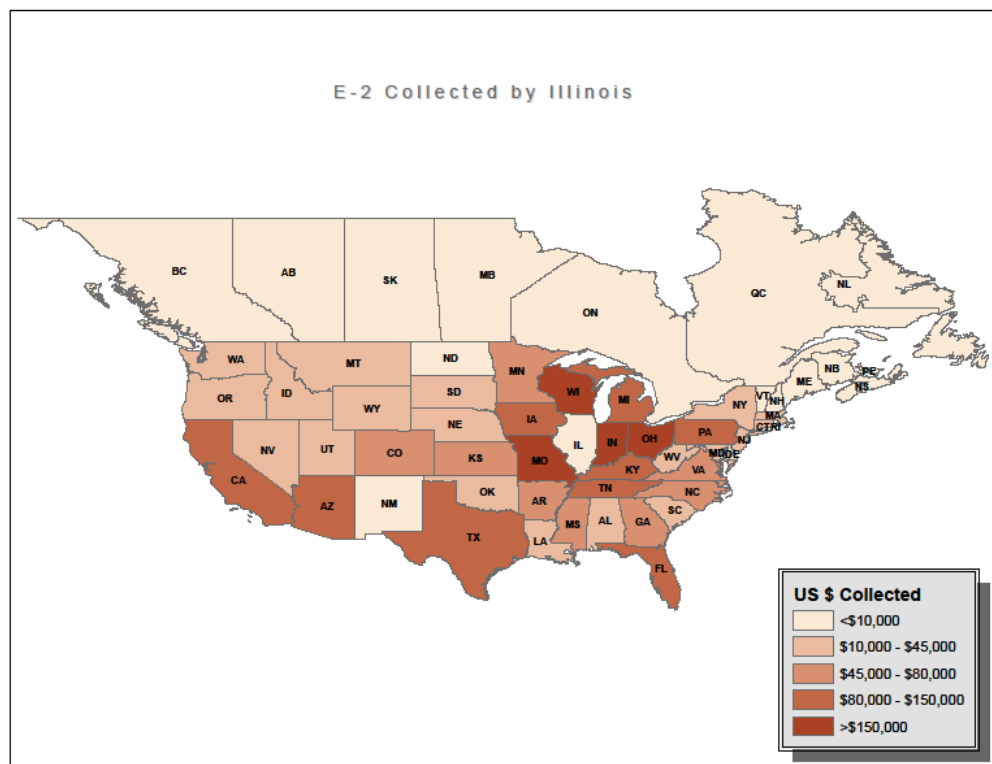 E-2 Collected by Illinois
BC
AB
SK
MB
ON
QC
NL
NB
PE
NS
ME
VT
NH
MA
CT
RI
NY
NJ
PA
MD
DE
WV
VA
NC
SC
GA
FL
AL
MS
TN
KY
OH
IN
MI
WI
IL
MN
IA
MO
AR
LA
ND
SD
NE
KS
OK
TX
MT
WY
CO
NM
WA
ID
UT
AZ
OR
NV
CA
US $ Collected
<$10,000
$10,000 - $45,000
$45,000 - $80,000
$80,000 - $150,000
>$150,000